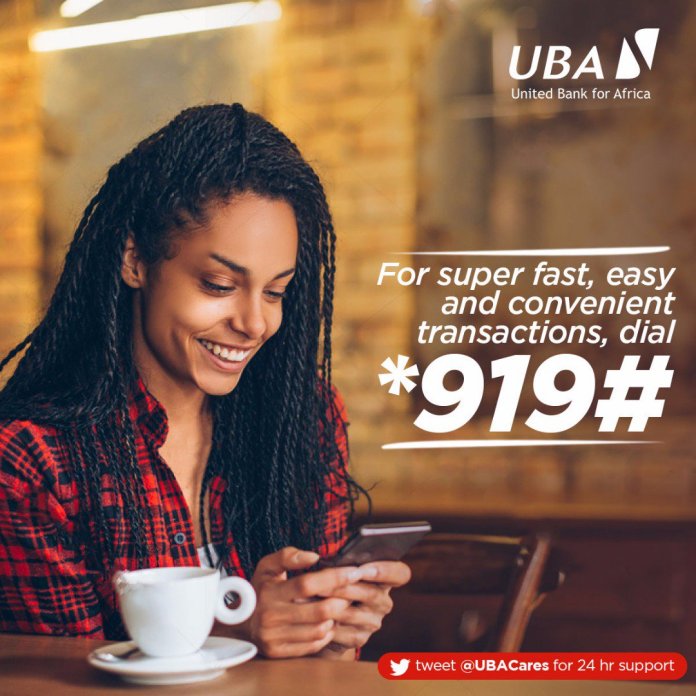 UBA
United Bank for Africa
For super fast, easy
and convenient
transactions, dial
*919#
tweet @UBACares for 24 hr support